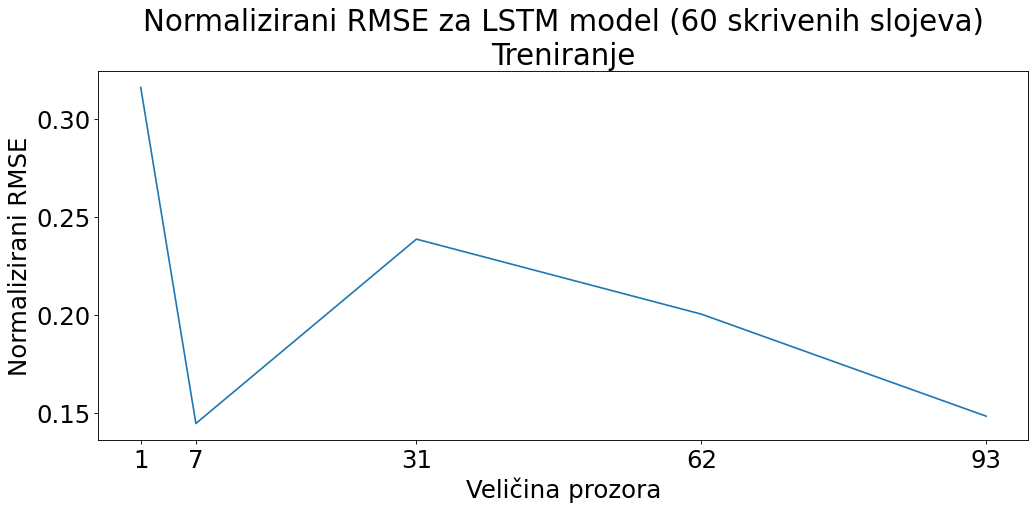 Normalizirani RMSE za LSTM model (60 skrivenih slojeva)
Treniranje
Normalizirani RMSE
0.30
0.25
0.20
0.15
1 7 31 62 93
Veličina prozora